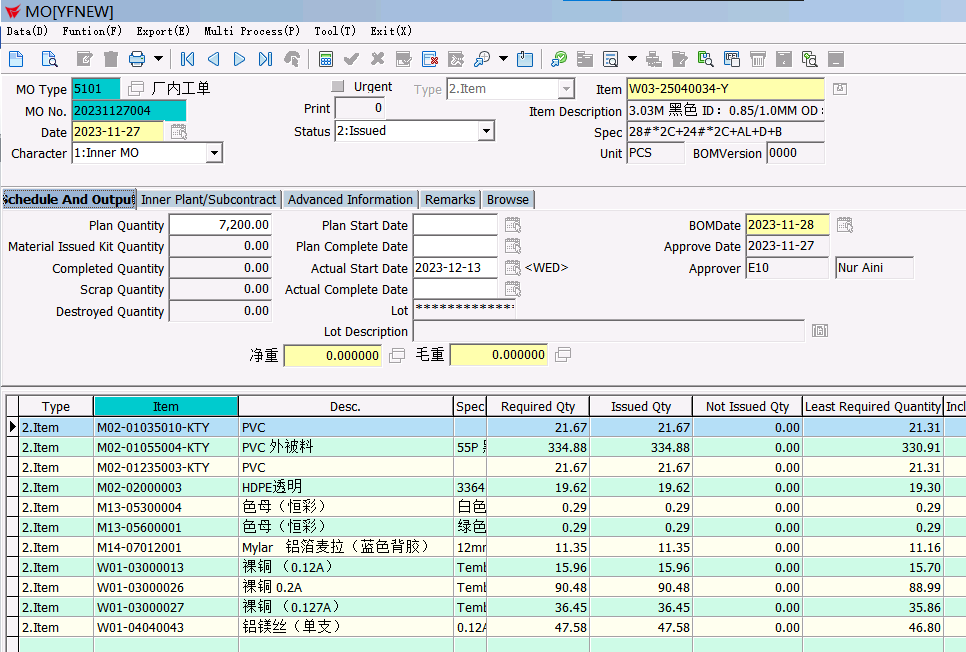 MO[YFNEW]
Data(D) Funtion(F) Export(E) Multi Process(P) Tool(T) Exit(X)
MO Type 5101 厂内工单 Urgent Type 2.Item Item W03-25040034-Y
MO No. 20231127004 Print 0 Item Description 3.03M 黑色 ID：0.85/1.0MM OD：
Date 2023-11-27 Status 2:Issued Spec 28#*2C+24#*2C+AL+D+B
Character 1:Inner MO Unit PCS BOMVersion 0000
Schedule And Output Inner Plant/Subcontract Advanced Information Remarks Browse
Plan Quantity 7,200.00 Plan Start Date BOMDate 2023-11-28
Material Issued Kit Quantity 0.00 Plan Complete Date Approve Date 2023-11-27
Completed Quantity 0.00 Actual Start Date 2023-12-13 <WED> Approver E10 Nur Aini
Scrap Quantity 0.00 Actual Complete Date
Destroyed Quantity 0.00 Lot ************
Lot Description
净重 0.000000 毛重 0.000000
Type Item Desc. Spec Required Qty Issued Qty Not Issued Qty Least Required Quantity Incl
2.Item M02-01035010-KTY PVC 21.67 21.67 0.00 21.31
2.Item M02-01055004-KTY PVC 外被料 55P 334.88 334.88 0.00 330.91
2.Item M02-01235003-KTY PVC 21.67 21.67 0.00 21.31
2.Item M02-02000003 HDPE透明 3364 19.62 19.62 0.00 19.30
2.Item M13-05300004 色母（恒彩） 白色 0.29 0.29 0.00 0.29
2.Item M13-05600001 色母（恒彩） 绿色 0.29 0.29 0.00 0.29
2.Item M14-07012001 Mylar 铝箔麦拉（蓝色背胶） 12mm 11.35 11.35 0.00 11.16
2.Item W01-03000013 裸铜 （0.12A） Temb 15.96 15.96 0.00 15.70
2.Item W01-03000026 裸铜 0.2A Temb 90.48 90.48 0.00 88.99
2.Item W01-03000027 裸铜 （0.127A） Temb 36.45 36.45 0.00 35.86
2.Item W01-04040043 铝镁丝（单支） 0.12A 47.58 47.58 0.00 46.80